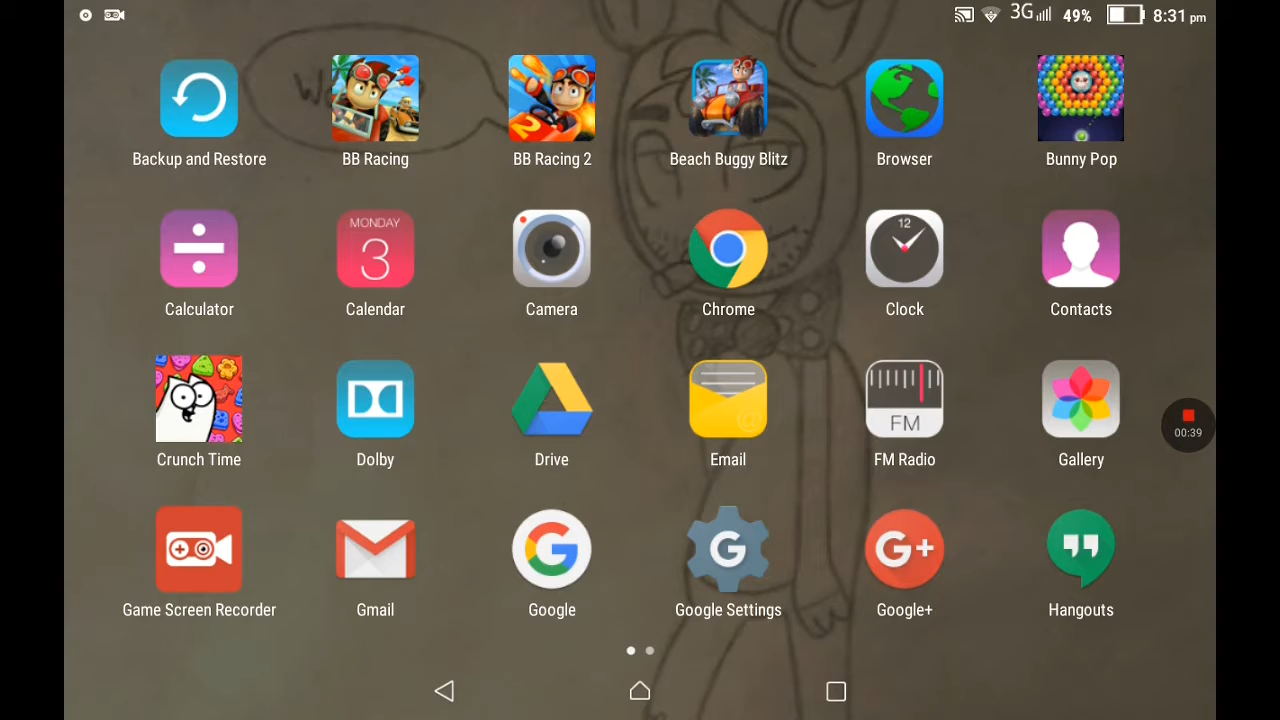 3G 49% 8:31 pm
Backup and Restore BB Racing BB Racing 2 Beach Buggy Blitz Browser Bunny Pop
MONDAY 12
3
Calculator Calendar Camera Chrome Clock Contacts
FM
Crunch Time Dolby Drive Email FM Radio Gallery
00:39
G G G+
Game Screen Recorder Gmail Google Google Settings Google+ Hangouts